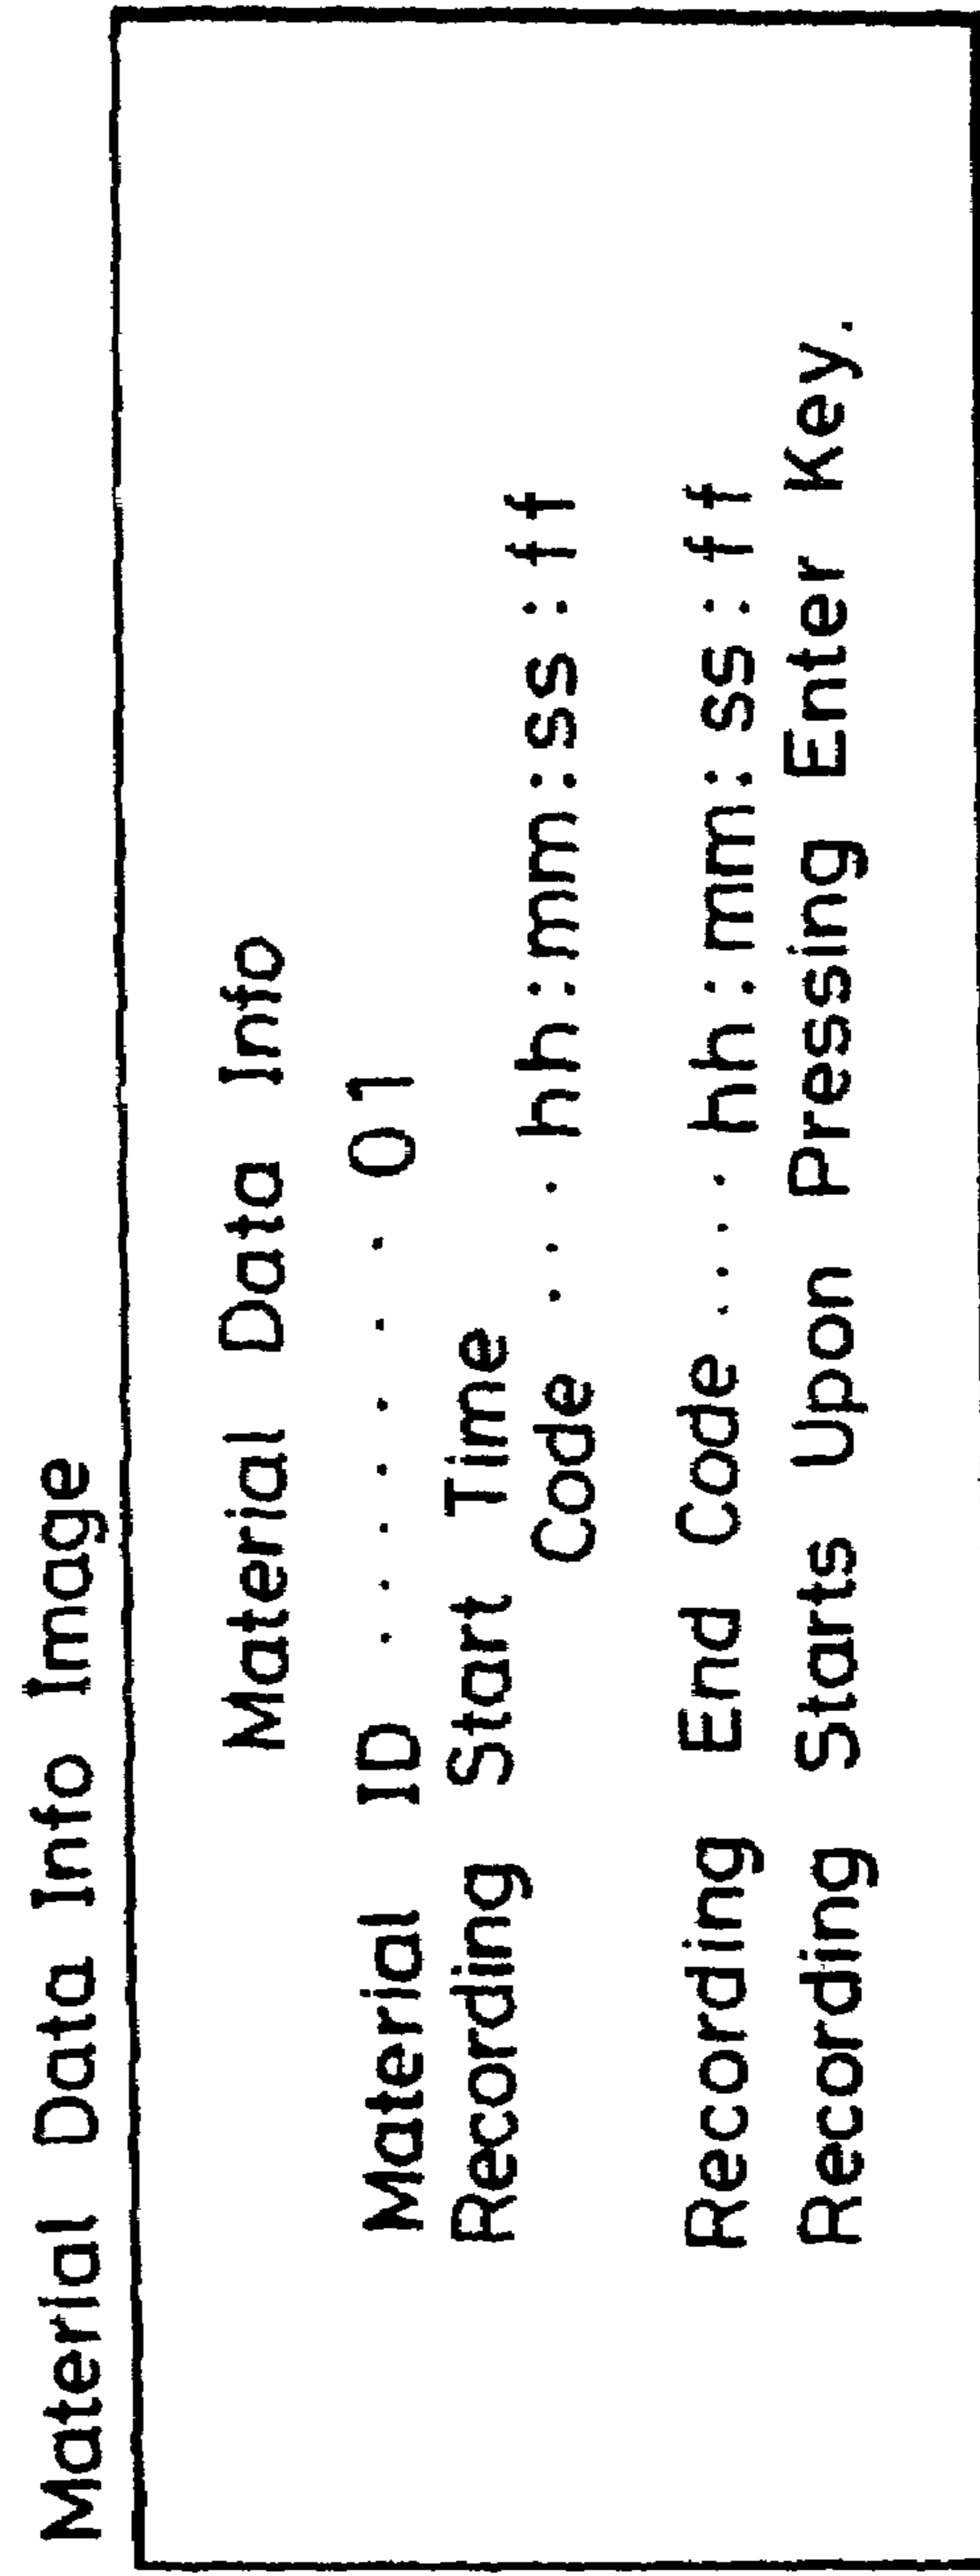 Material Data Info Image
Material Data Info
Material ID ....... 01
Recording Start Time
Code ... hh:mm:ss:ff
Recording End Code .... hh:mm:ss:ff
Recording Starts Upon Pressing Enter Key.